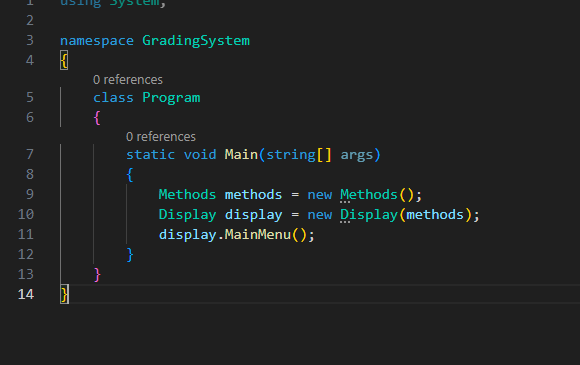 1 using System;
2
3 namespace GradingSystem
4 {
0 references
5 class Program
6 {
0 references
7 static void Main(string[] args)
8 {
9 Methods methods = new Methods();
10 Display display = new Display(methods);
11 display.MainMenu();
12 }
13 }
14 }